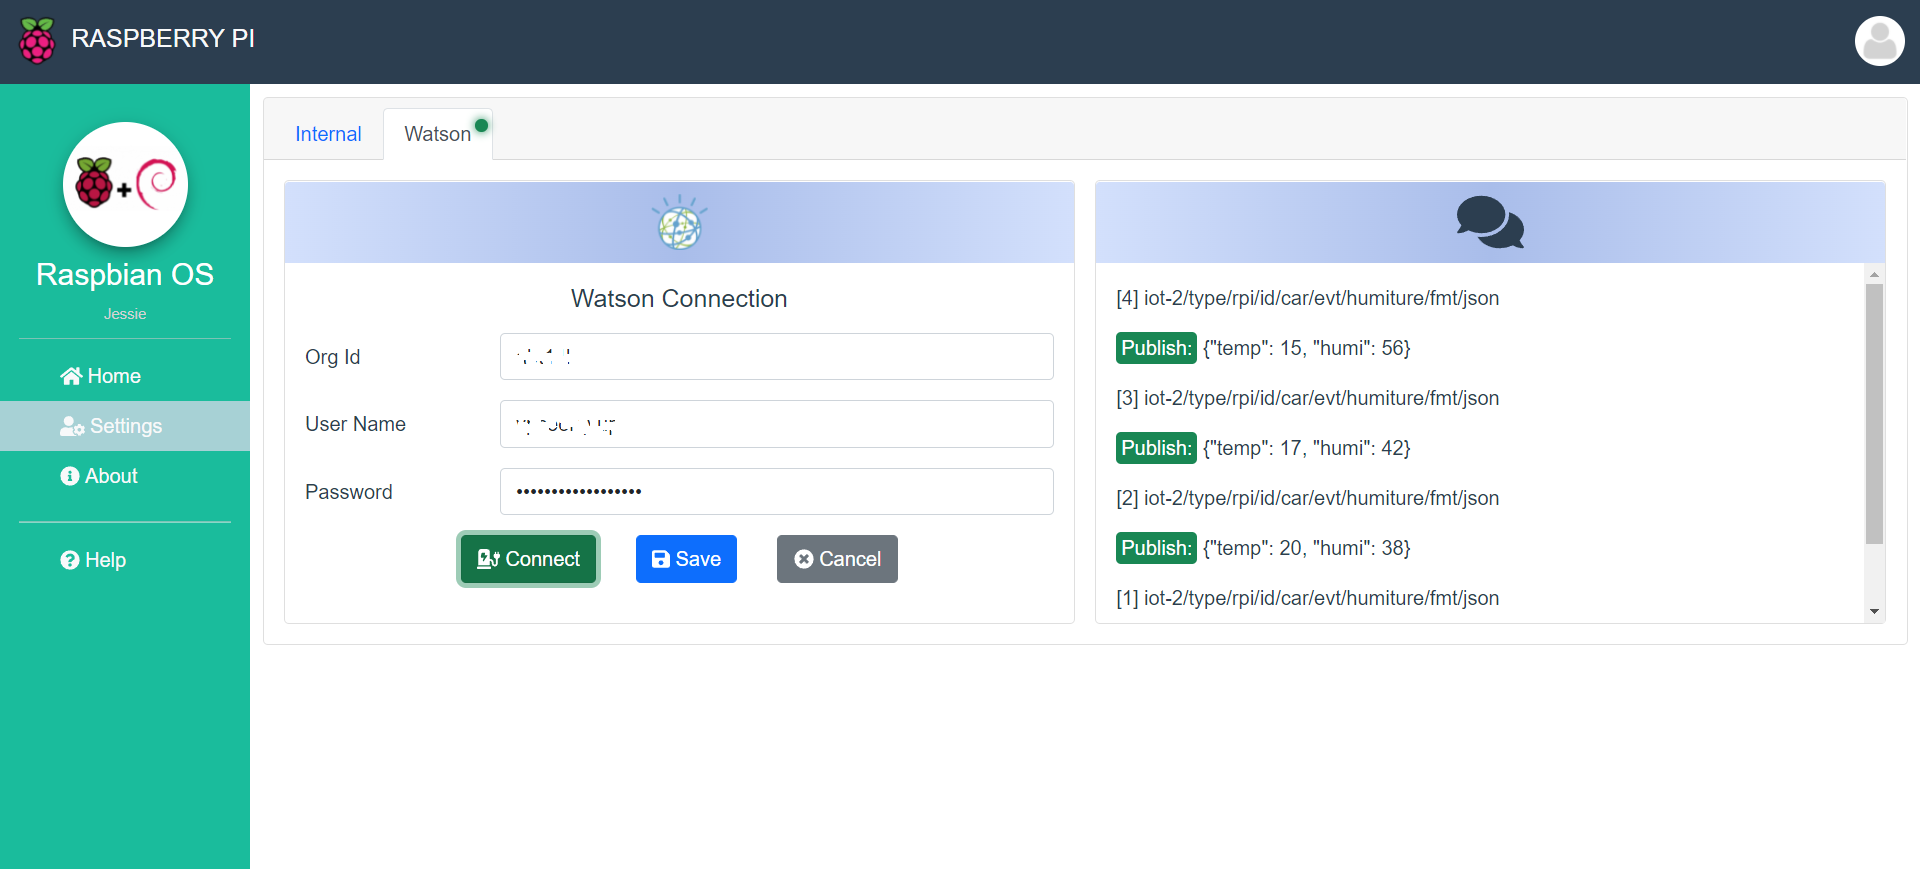 RASPBERRY PI
Raspbian OS
Jessie
Home
Settings
About
Help
Internal
Watson
Watson Connection
Org Id
User Name
Password ••••••••••••••••••
Connect Save Cancel
[4] iot-2/type/rpi/id/car/evt/humiture/fmt/json
Publish: {"temp": 15, "humi": 56}
[3] iot-2/type/rpi/id/car/evt/humiture/fmt/json
Publish: {"temp": 17, "humi": 42}
[2] iot-2/type/rpi/id/car/evt/humiture/fmt/json
Publish: {"temp": 20, "humi": 38}
[1] iot-2/type/rpi/id/car/evt/humiture/fmt/json